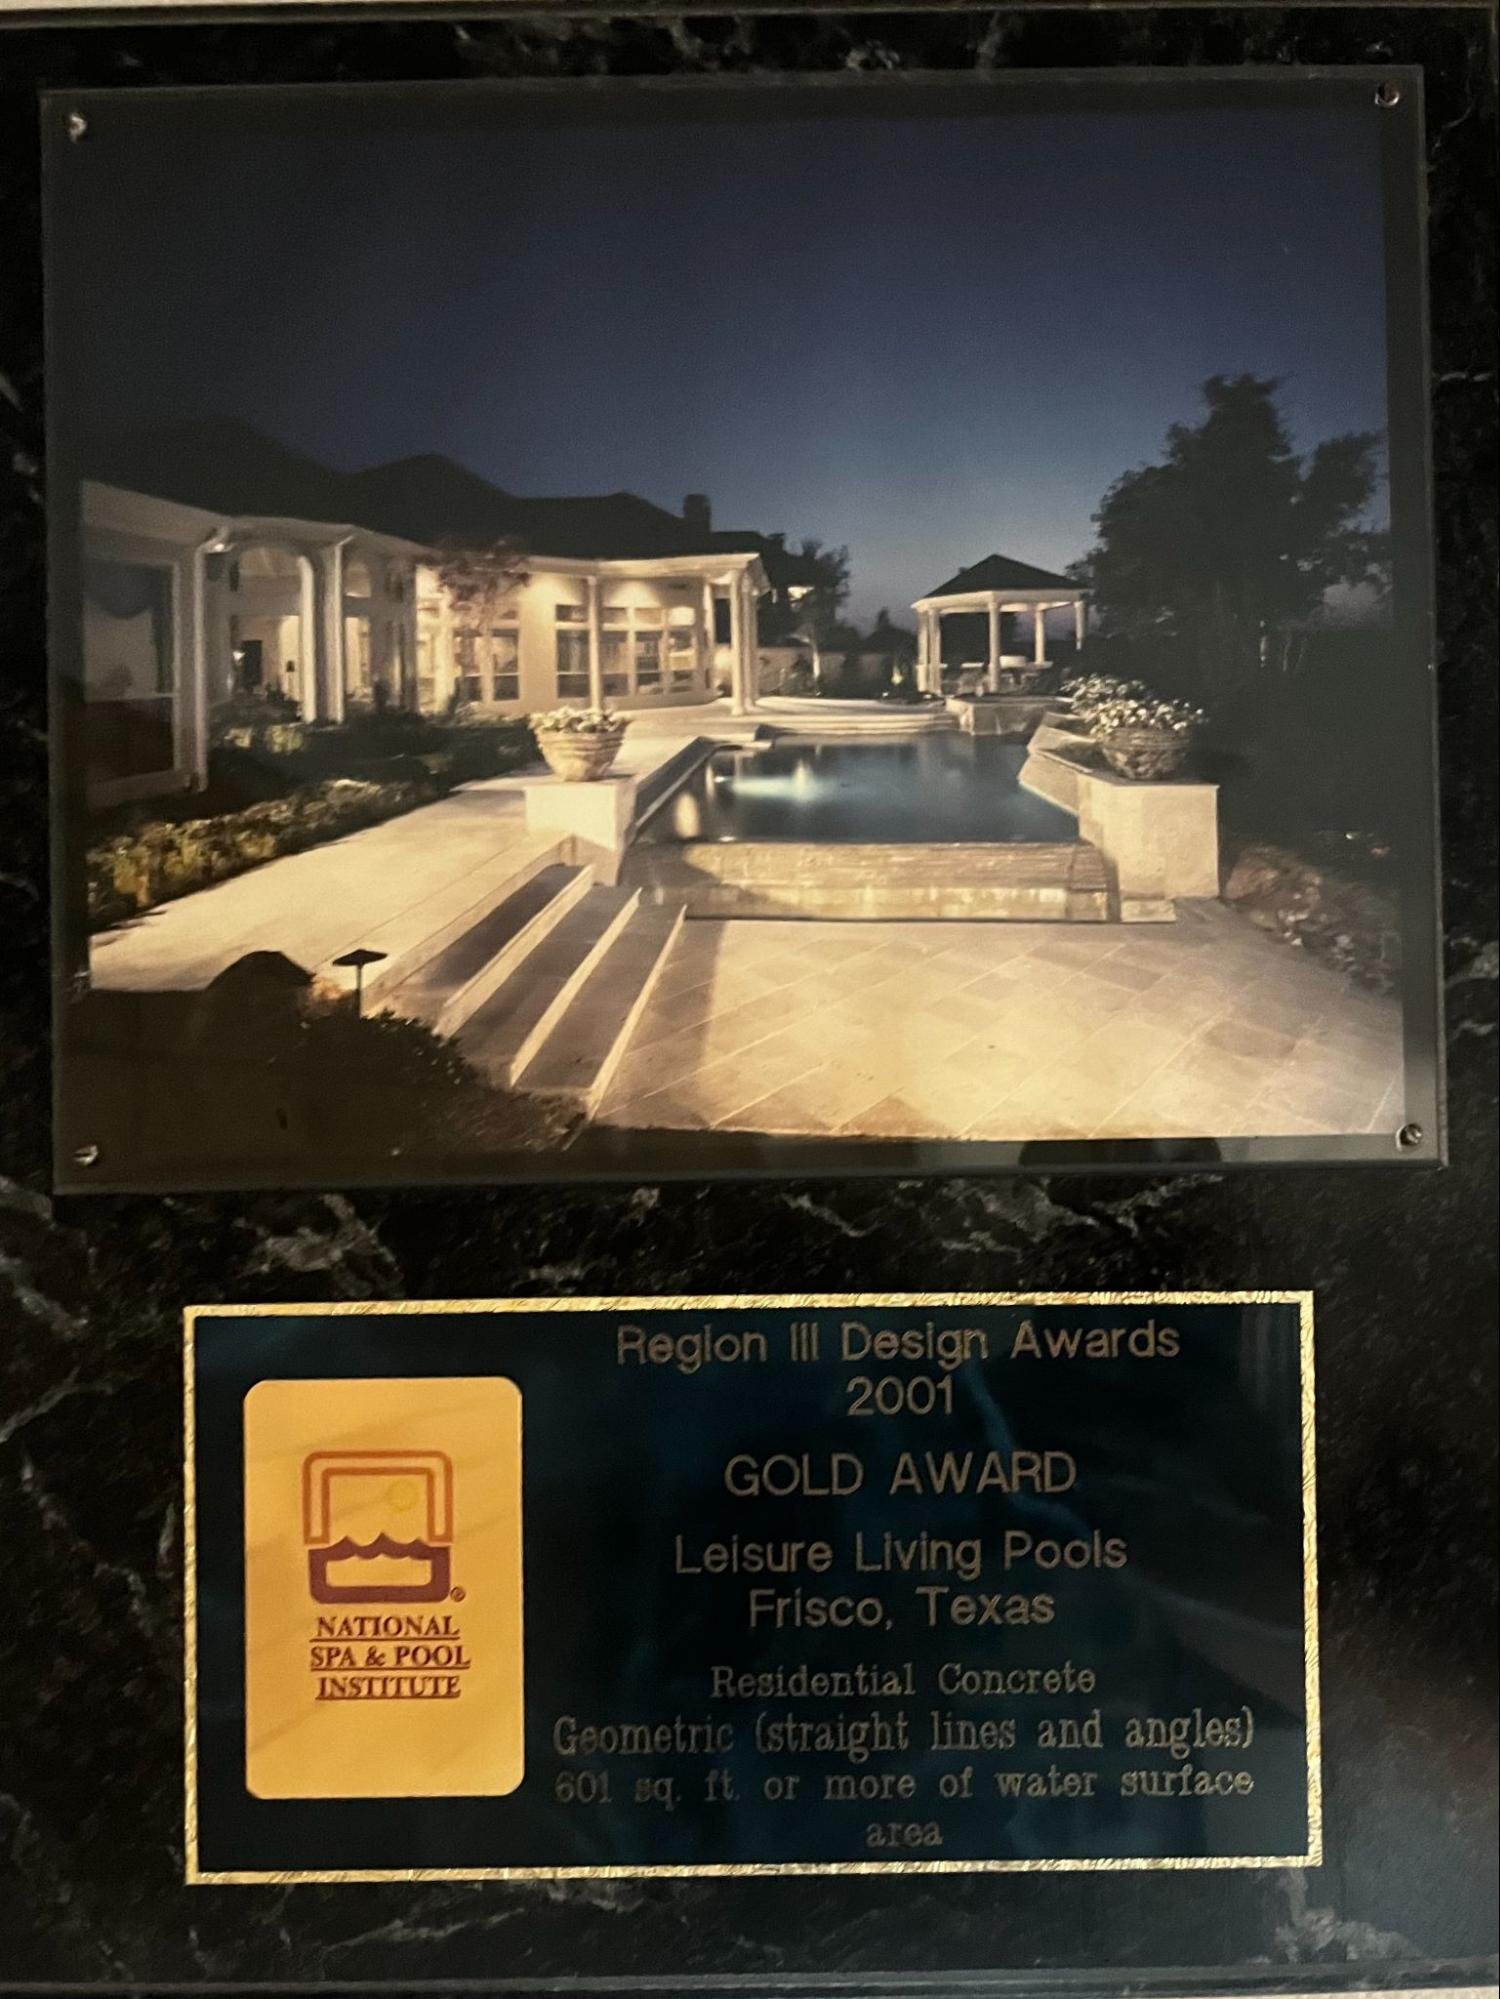 Region III Design Awards
2001
GOLD AWARD
Leisure Living Pools
Frisco, Texas
Residential Concrete
Geometric (straight lines and angles)
601 sq. ft. or more of water surface
area
®
NATIONAL
SPA & POOL
INSTITUTE